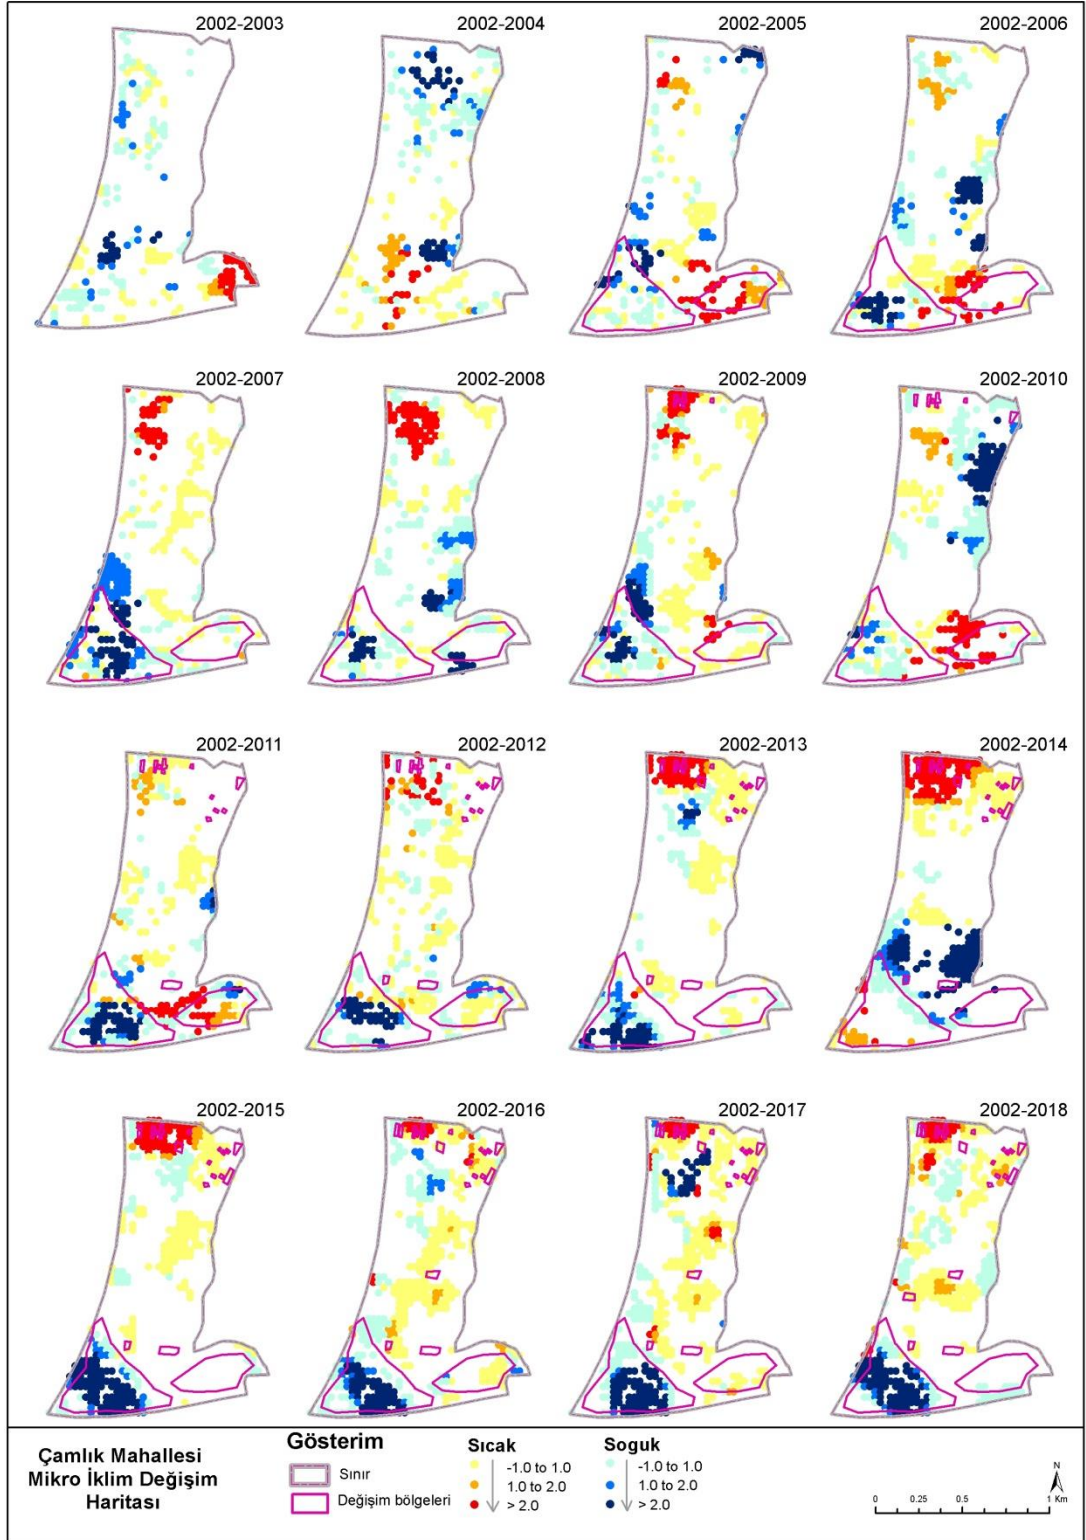 2002-2003
2002-2004
2002-2005
2002-2006
2002-2007
2002-2008
2002-2009
2002-2010
2002-2011
2002-2012
2002-2013
2002-2014
2002-2015
2002-2016
2002-2017
2002-2018
Çamlık Mahallesi
Mikro İklim Değişim
Haritası
Gösterim
Sınır
Değişim bölgeleri
Sıcak
-1.0 to 1.0
1.0 to 2.0
> 2.0
Soguk
-1.0 to 1.0
1.0 to 2.0
> 2.0
N
0 0.25 0.5 1 Km